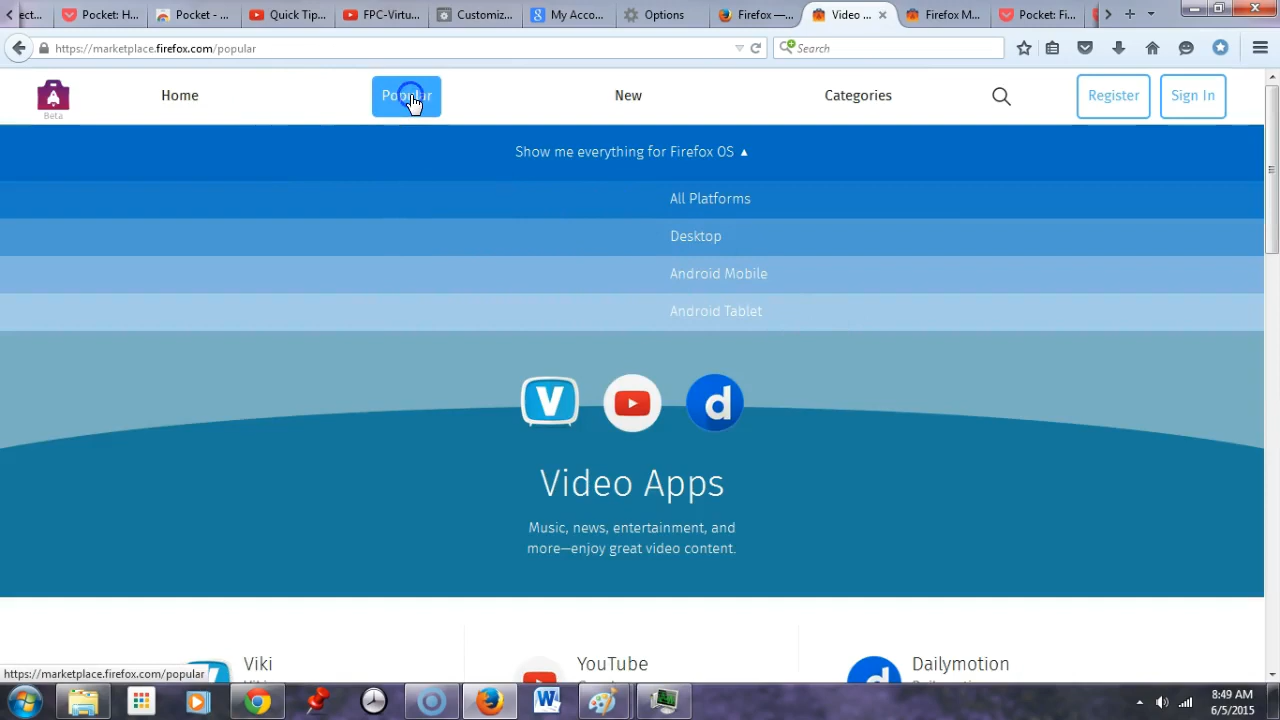 ect...
Pocket: H...
Pocket - ...
Quick Tip...
FPC-Virtu...
Customiz...
My Acco...
Options
Firefox —...
Video ...
Firefox M...
Pocket: Fi...
https://marketplace.firefox.com/popular
Search
Beta
Home
Popular
New
Categories
Register
Sign In
Show me everything for Firefox OS ▲
All Platforms
Desktop
Android Mobile
Android Tablet
Video Apps
Music, news, entertainment, and
more—enjoy great video content.
Viki
YouTube
Dailymotion
https://marketplace.firefox.com/popular
8:49 AM
6/5/2015